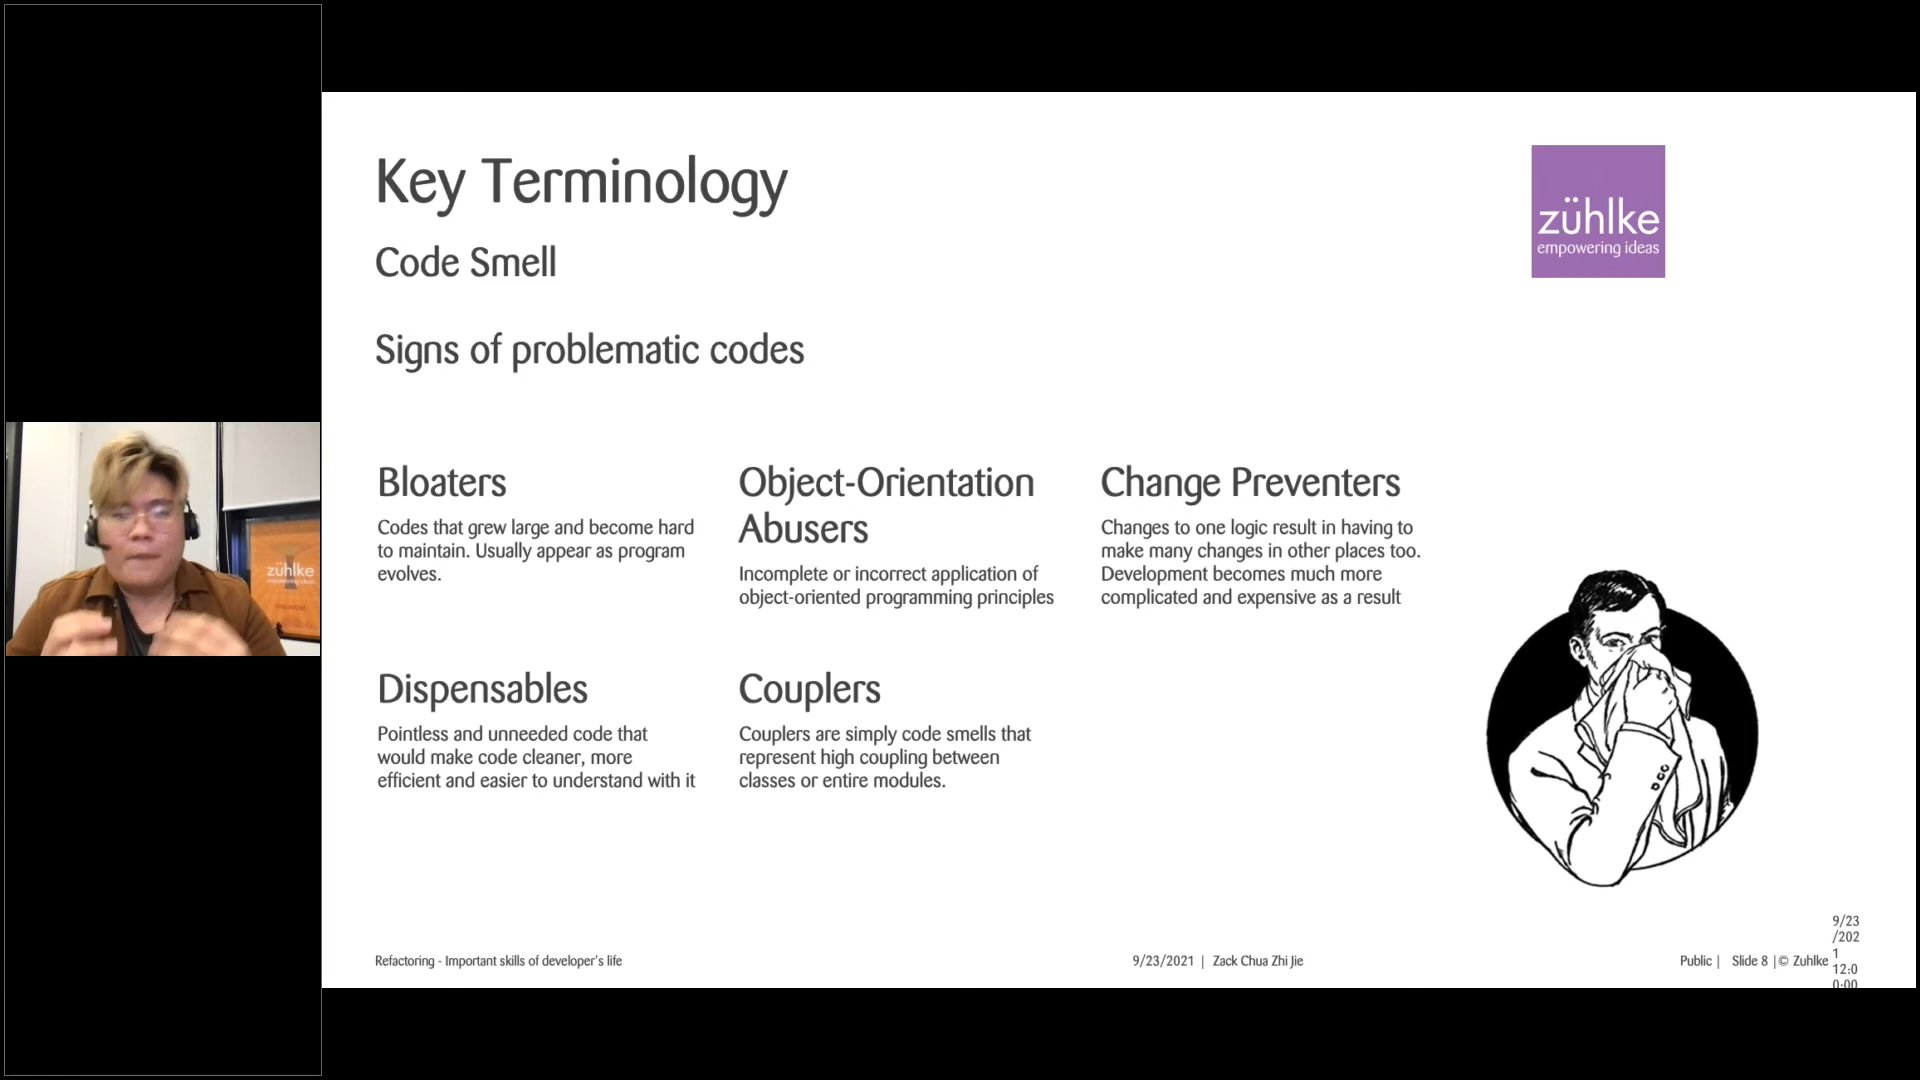 Key Terminology
zühlke
empowering ideas
Code Smell
Signs of problematic codes
Bloaters
Codes that grew large and become hard
to maintain. Usually appear as program
evolves.
Object-Orientation
Abusers
Incomplete or incorrect application of
object-oriented programming principles
Change Preventers
Changes to one logic result in having to
make many changes in other places too.
Development becomes much more
complicated and expensive as a result
zühlke
empowering ideas
Dispensables
Pointless and unneeded code that
would make code cleaner, more
efficient and easier to understand with it
Couplers
Couplers are simply code smells that
represent high coupling between
classes or entire modules.
Refactoring - Important skills of developer's life
9/23/2021 | Zack Chua Zhi Jie
Public | Slide 8 | © Zuhlke
9/23
/202
1
12:0
0:00